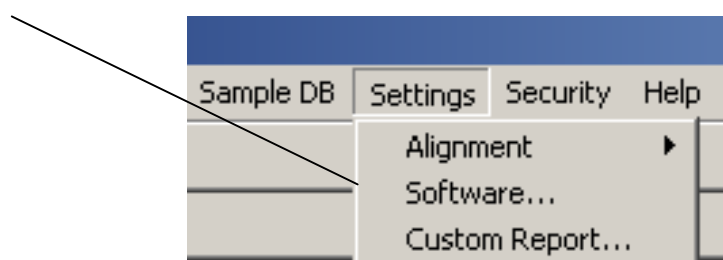 Sample DB Settings Security Help
Alignment
Software...
Custom Report...